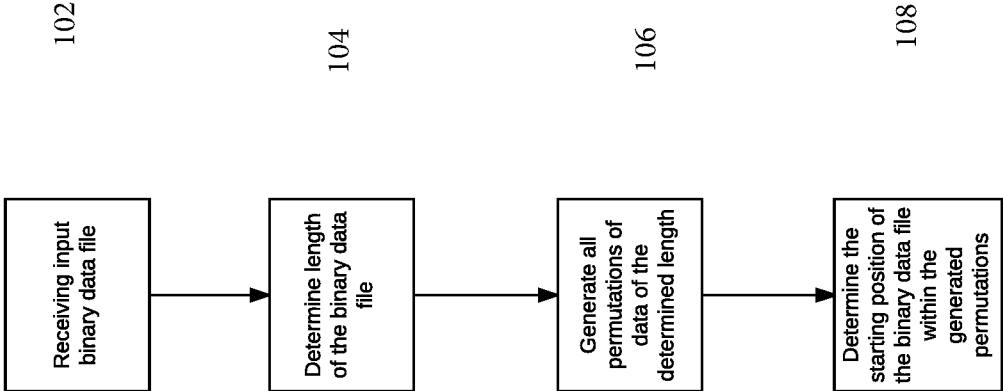 102
Receiving input
binary data file
104
Determine length
of the binary data
file
106
Generate all
permutations of
data of the
determined length
108
Determine the
starting position of
the binary data file
within the
generated
permutations